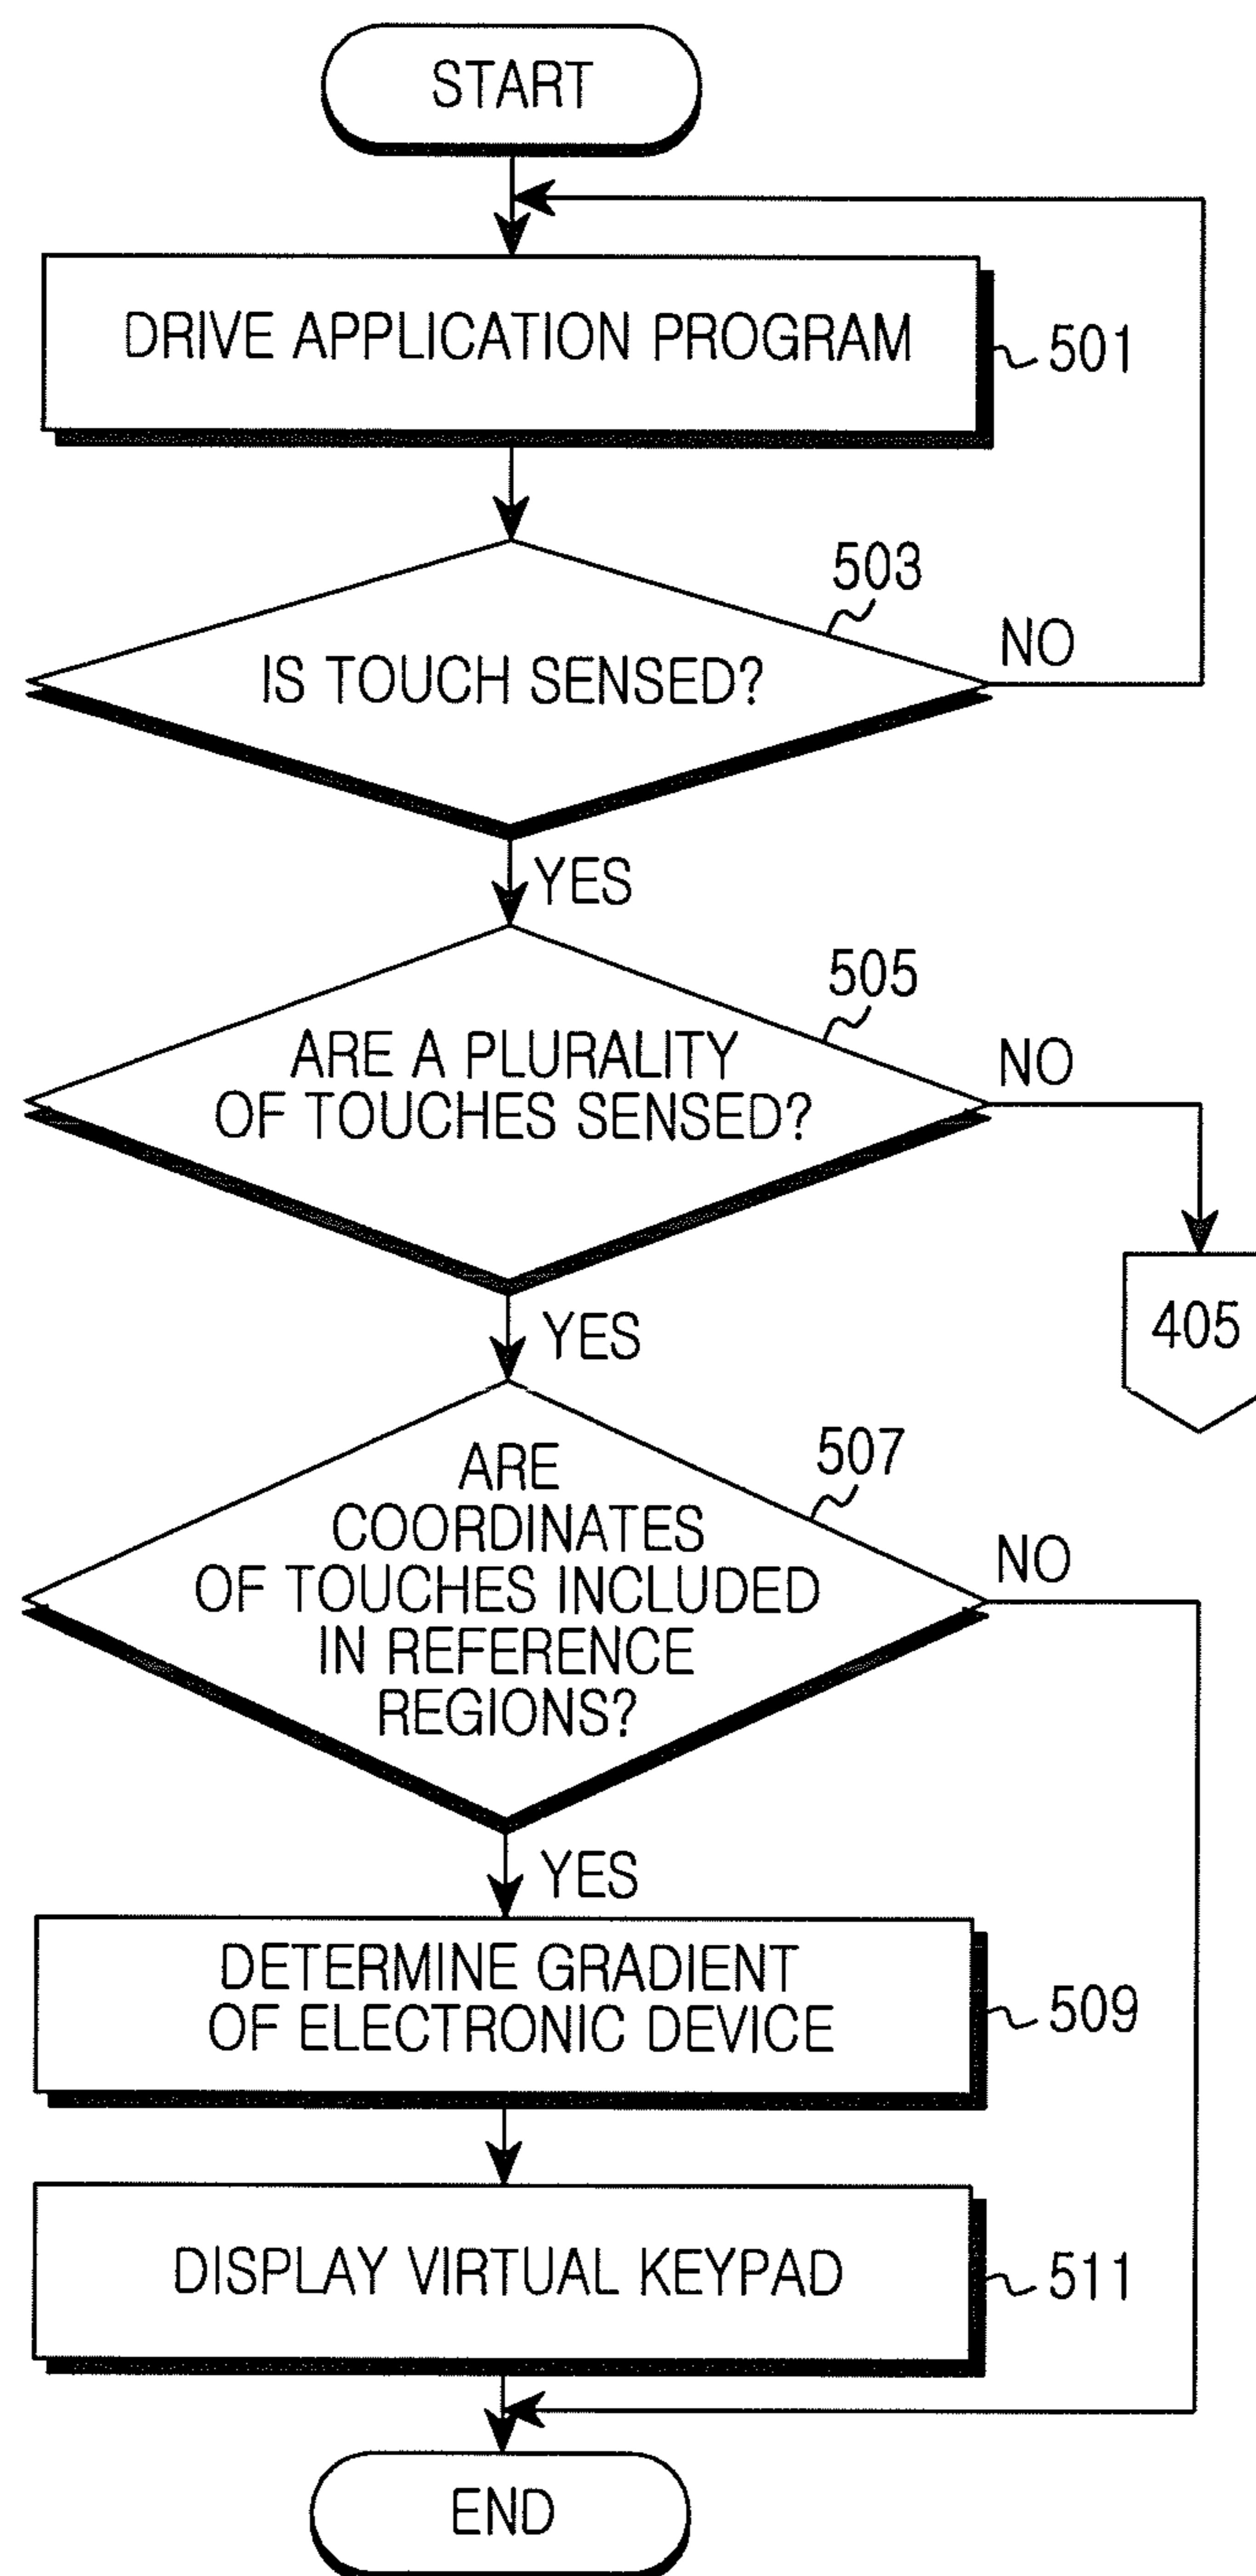 START
DRIVE APPLICATION PROGRAM
501
503
IS TOUCH SENSED?
NO
YES
505
ARE A PLURALITY
OF TOUCHES SENSED?
NO
405
YES
507
ARE
COORDINATES
OF TOUCHES INCLUDED
IN REFERENCE
REGIONS?
NO
YES
DETERMINE GRADIENT
OF ELECTRONIC DEVICE
509
DISPLAY VIRTUAL KEYPAD
511
END